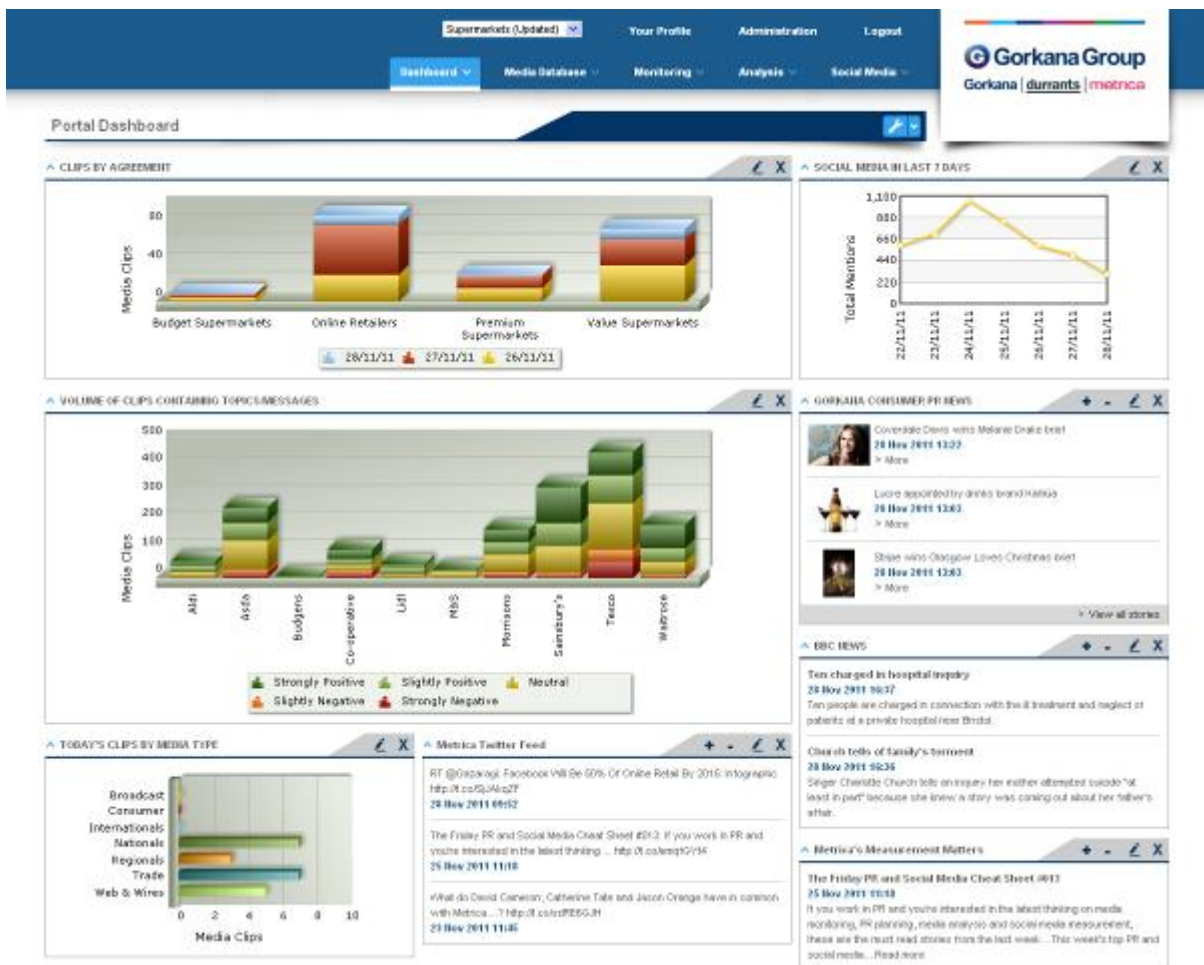 Supermarkets (Updated)
Your Profile
Administration
Logout
Dashboard
Media Database
Monitoring
Analysis
Social Media
Gorkana Group
Gorkana | durrants | metrica
Portal Dashboard
CLIPS BY AGREEMENT
Media Clips
80
40
0
Budget Supermarkets
Online Retailers
Premium
Supermarkets
Value Supermarkets
28/11/11
27/11/11
26/11/11
SOCIAL MEDIA IN LAST 7 DAYS
Total Mentions
1,100
880
660
440
220
0
22/11/11
23/11/11
24/11/11
25/11/11
26/11/11
27/11/11
28/11/11
VOLUME OF CLIPS CONTAINING TOPICS/MESSAGES
Media Clips
500
400
300
200
100
0
Aldi
Asda
Budgens
Co-operative
Lidl
M&S
Morrisons
Sainsbury's
Tesco
Waitrose
Strongly Positive
Slightly Positive
Neutral
Slightly Negative
Strongly Negative
GORKANA CONSUMER PR NEWS
Coverdale Davis wins Melanie Drake brief
28 Nov 2011 13:22
> More
Lucre appointed by drinks brand
28 Nov 2011 13:03
> More
Stripe wins Glasgow Loves Christmas brief
28 Nov 2011 13:03
> More
> View all stories
BBC NEWS
Ten charged in hospital inquiry
28 Nov 2011 16:37
Ten people are charged in connection with the ill treatment and neglect of
patients at a private hospital near Bristol.
Church tells of family's torment
28 Nov 2011 16:36
Singer Charlotte Church tells an inquiry her mother attempted suicide "at
least in part" because she knew a story was coming out about her father's
affair.
TODAY'S CLIPS BY MEDIA TYPE
Broadcast
Consumer
Internationals
Nationals
Regionals
Trade
Web & Wires
0
2
4
6
8
10
Media Clips
Metrica Twitter Feed
RT Facebook Will Be 50% Of Online Retail By 2015: Infographic
28 Nov 2011 09:52
The Friday PR and Social Media Cheat Sheet #013: If you work in PR and
you're interested in the latest thinking ...
25 Nov 2011 11:18
What do David Cameron, Catherine Tate and Jason Orange have in common
with Metrica...?
23 Nov 2011 11:45
Metrica's Measurement Matters
The Friday PR and Social Media Cheat Sheet #013
25 Nov 2011 11:18
If you work in PR and you're interested in the latest thinking on media
monitoring, PR planning, media analysis and social media measurement,
these are the must read stories from the last week... This week's top PR and
social media... Read more